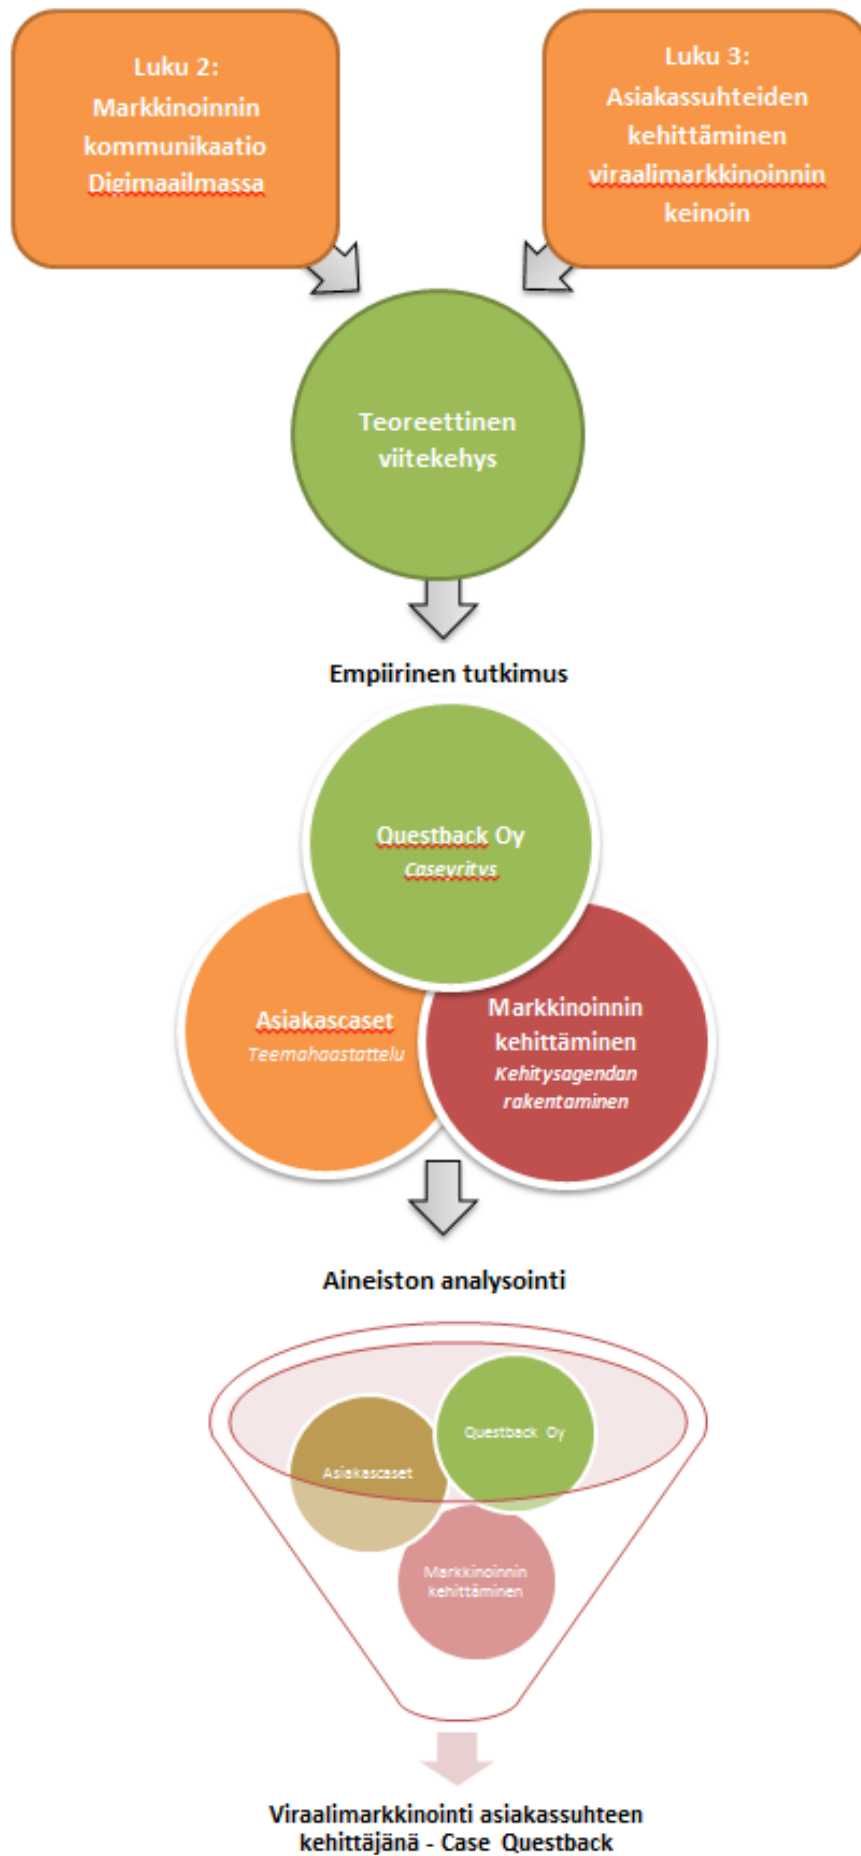 Luku 2:
Markkinoinnin
kommunikaatio
Digimaailmassa
Luku 3:
Asiakassuhteiden
kehittäminen
viraalimarkkinoinnin
keinoin
Teoreettinen
viitekehys
Empiirinen tutkimus
Questback Oy
Caseyritys
Asiakascaset
Teemahaastattelu
Markkinoinnin
kehittäminen
Kehitysagendan
rakentaminen
Aineiston analysointi
Questback Oy
Asiakascaset
Markkinoinnin
kehittäminen
Viraalimarkkinointi asiakassuhteen
kehittäjänä - Case Questback